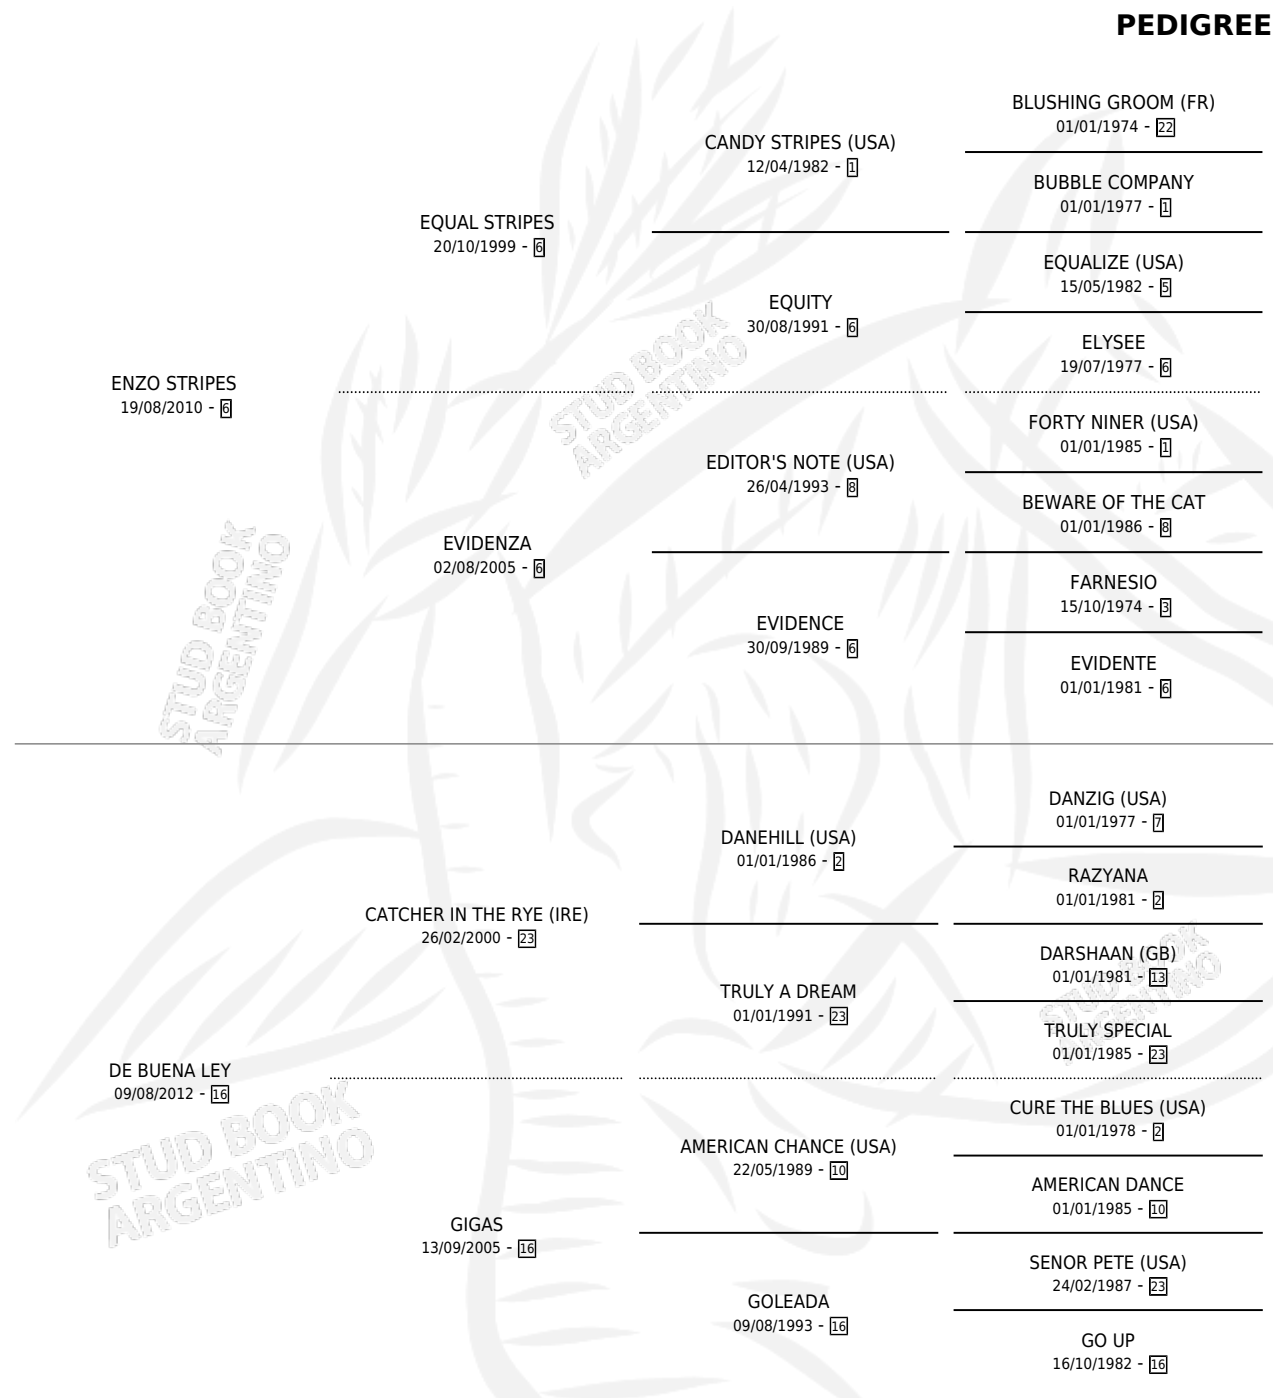 PEDIGREE
BLUSHING GROOM (FR)
01/01/1974 - 22
CANDY STRIPES (USA)
12/04/1982 - 1
BUBBLE COMPANY
01/01/1977 - 1
EQUAL STRIPES
20/10/1999 - 6
EQUALIZE (USA)
15/05/1982 - 5
EQUITY
30/08/1991 - 6
ELYSEE
19/07/1977 - 6
ENZO STRIPES
19/08/2010 - 6
FORTY NINER (USA)
01/01/1985 - 1
EDITOR'S NOTE (USA)
26/04/1993 - 8
BEWARE OF THE CAT
01/01/1986 - 8
EVIDENZA
02/08/2005 - 6
FARNESIO
15/10/1974 - 3
EVIDENCE
30/09/1989 - 6
EVIDENTE
01/01/1981 - 6
STUD BOOK
ARGENTINO
STUD BOOK
ARGENTINO
DANZIG (USA)
01/01/1977 - 7
DANEHILL (USA)
01/01/1986 - 2
RAZYANA
01/01/1981 - 2
CATCHER IN THE RYE (IRE)
26/02/2000 - 23
DARSHAAN (GB)
01/01/1981 - 13
TRULY A DREAM
01/01/1991 - 23
TRULY SPECIAL
01/01/1985 - 23
DE BUENA LEY
09/08/2012 - 16
CURE THE BLUES (USA)
01/01/1978 - 2
AMERICAN CHANCE (USA)
22/05/1989 - 10
AMERICAN DANCE
01/01/1985 - 10
GIGAS
13/09/2005 - 16
SENOR PETE (USA)
24/02/1987 - 23
GOLEADA
09/08/1993 - 16
GO UP
16/10/1982 - 16
STUD BOOK
ARGENTINO
STUD BOOK
ARGENTINO